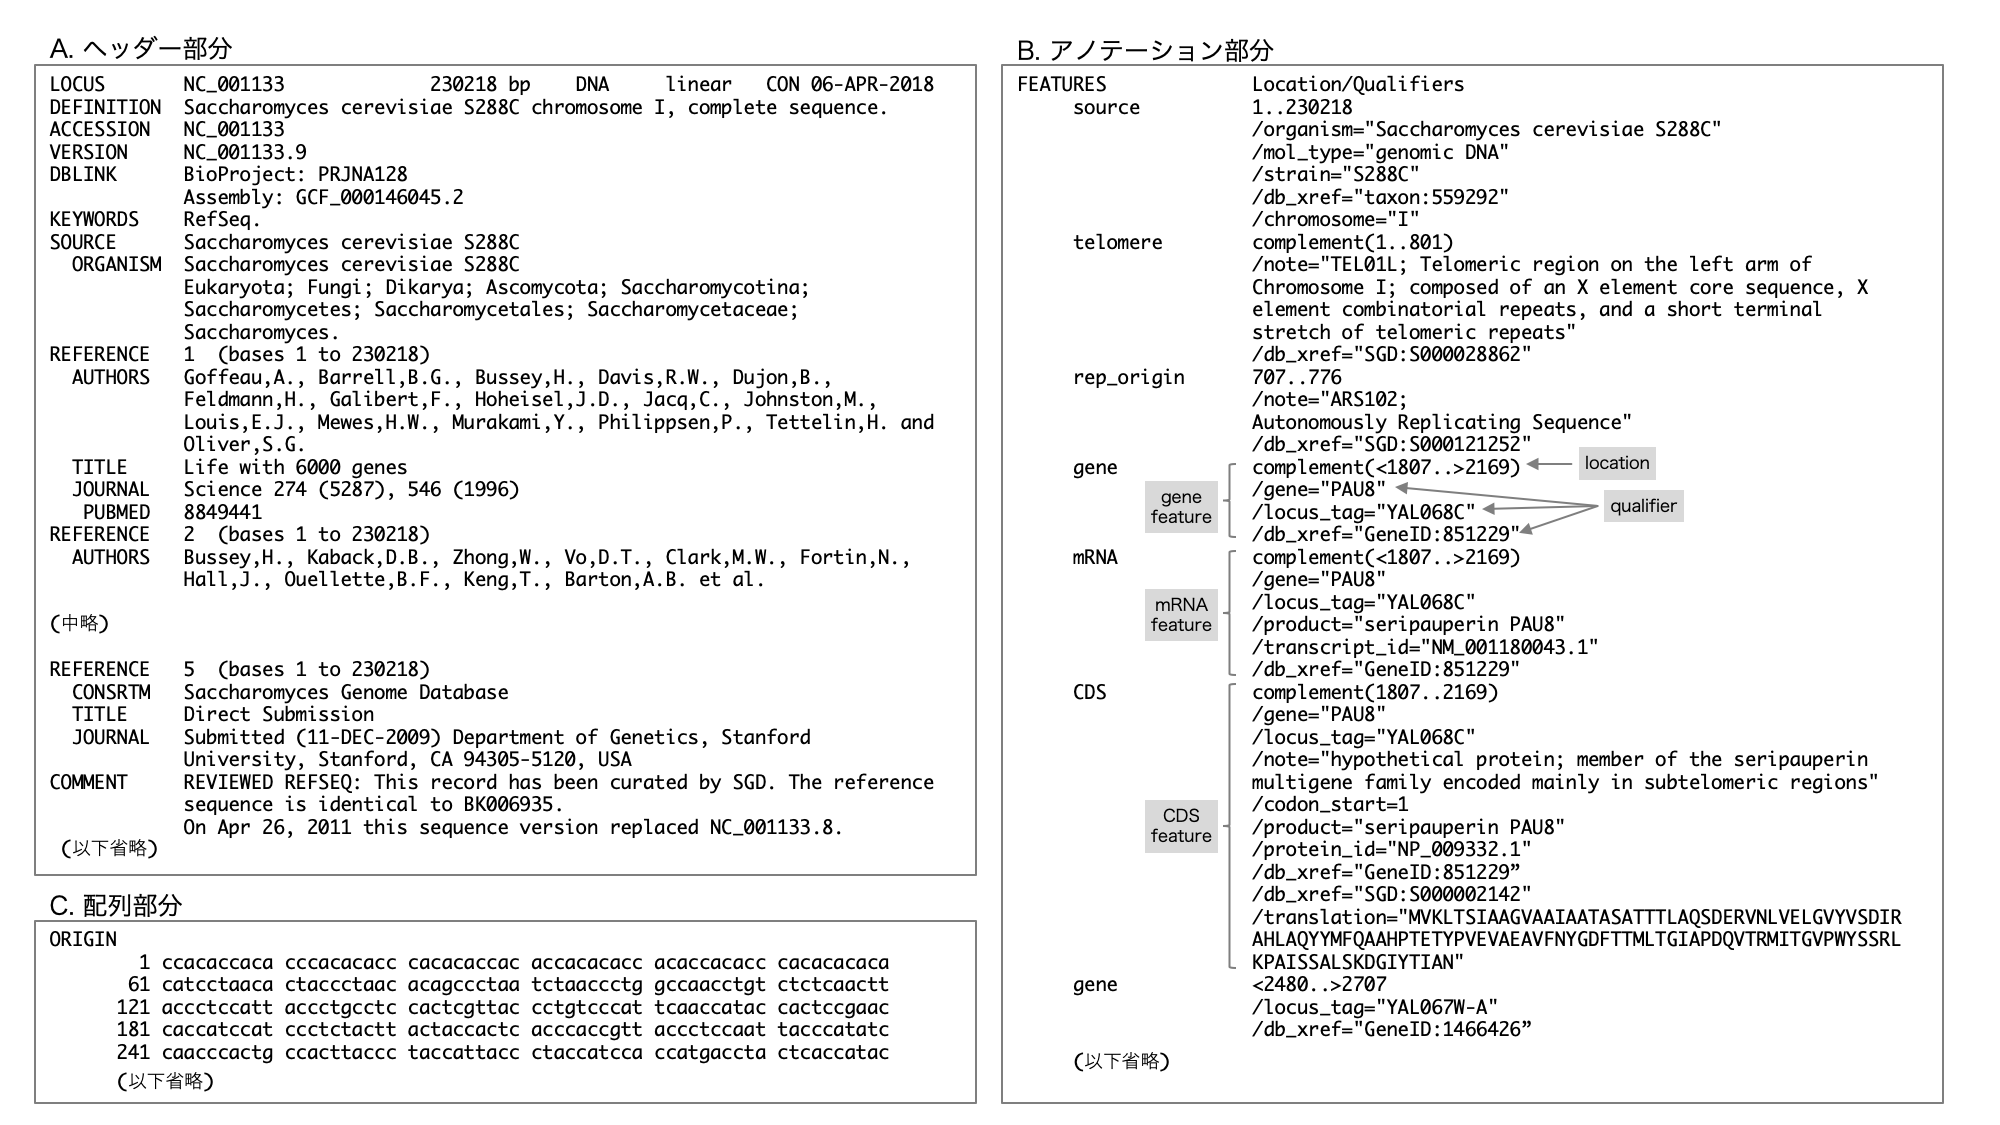 A. ヘッダー部分
LOCUS NC_001133 230218 bp DNA linear CON 06-APR-2018
DEFINITION Saccharomyces cerevisiae S288C chromosome I, complete sequence.
ACCESSION NC_001133
VERSION NC_001133.9
DBLINK BioProject: PRJNA128
Assembly: GCF_000146045.2
KEYWORDS RefSeq.
SOURCE Saccharomyces cerevisiae S288C
ORGANISM Saccharomyces cerevisiae S288C
Eukaryota; Fungi; Dikarya; Ascomycota; Saccharomycotina;
Saccharomycetes; Saccharomycetales; Saccharomycetaceae;
Saccharomyces.
REFERENCE 1 (bases 1 to 230218)
AUTHORS Goffeau,A., Barrell,B.G., Bussey,H., Davis,R.W., Dujon,B.,
Feldmann,H., Galibert,F., Hoheisel,J.D., Jacq,C., Johnston,M.,
Louis,E.J., Mewes,H.W., Murakami,Y., Philippsen,P., Tettelin,H. and
Oliver,S.G.
TITLE Life with 6000 genes
JOURNAL Science 274 (5287), 546 (1996)
PUBMED 8849441
REFERENCE 2 (bases 1 to 230218)
AUTHORS Bussey,H., Kaback,D.B., Zhong,W., Vo,D.T., Clark,M.W., Fortin,N.,
Hall,J., Ouellette,B.F., Keng,T., Barton,A.B. et al.
(中略)
REFERENCE 5 (bases 1 to 230218)
CONSRTM Saccharomyces Genome Database
TITLE Direct Submission
JOURNAL Submitted (11-DEC-2009) Department of Genetics, Stanford
University, Stanford, CA 94305-5120, USA
COMMENT REVIEWED REFSEQ: This record has been curated by SGD. The reference
sequence is identical to BK006935.
On Apr 26, 2011 this sequence version replaced NC_001133.8.
(以下省略)
C. 配列部分
ORIGIN
1 ccacaccaca cccacacacc cacacaccac accacacacc acaccacacc cacacacaca
61 catcctaaca ctaccctaac acagccctaa tctaaccctg gccaacctgt ctctcaactt
121 accctccatt accctgcctc cactcgttac cctgtcccat tcaaccatac cactccgaac
181 caccatccat ccctctactt actaccactc acccaccgtt accctccaat tacccatatc
241 caacccactg ccacttaccc taccattacc ctaccatcca ccatgaccta ctcaccatac
(以下省略)
B. アノテーション部分
FEATURES Location/Qualifiers
source 1..230218
/organism="Saccharomyces cerevisiae S288C"
/mol_type="genomic DNA"
/strain="S288C"
/db_xref="taxon:559292"
/chromosome="I"
telomere complement(1..801)
/note="TEL01L; Telomeric region on the left arm of
Chromosome I; composed of an X element core sequence, X
element combinatorial repeats, and a short terminal
stretch of telomeric repeats"
/db_xref="SGD:S000028862"
rep_origin 707..776
/note="ARS102;
Autonomously Replicating Sequence"
/db_xref="SGD:S000121252"
gene complement(<1807..>2169) location
/gene="PAU8"
gene feature
/locus_tag="YAL068C" qualifier
/db_xref="GeneID:851229"
mRNA complement(<1807..>2169)
/gene="PAU8"
mRNA feature
/locus_tag="YAL068C"
/product="seripauperin PAU8"
/transcript_id="NM_001180043.1"
/db_xref="GeneID:851229"
CDS complement(1807..2169)
/gene="PAU8"
/locus_tag="YAL068C"
/note="hypothetical protein; member of the seripauperin
multigene family encoded mainly in subtelomeric regions"
/codon_start=1
CDS feature
/product="seripauperin PAU8"
/protein_id="NP_009332.1"
/db_xref="GeneID:851229”
/db_xref="SGD:S000002142"
/translation="MVKLTSIAAGVAAIAATASATTTLAQSDERVNLVELGVYVSDIR
AHLAQYYMFQAAHPTETYPVEVAEAVFNYGDFTTMLTGIAPDQVTRMITGVPWYSSRL
KPAISSALSKDGIYTIAN"
gene <2480..>2707
/locus_tag="YAL067W-A"
/db_xref="GeneID:1466426”
(以下省略)